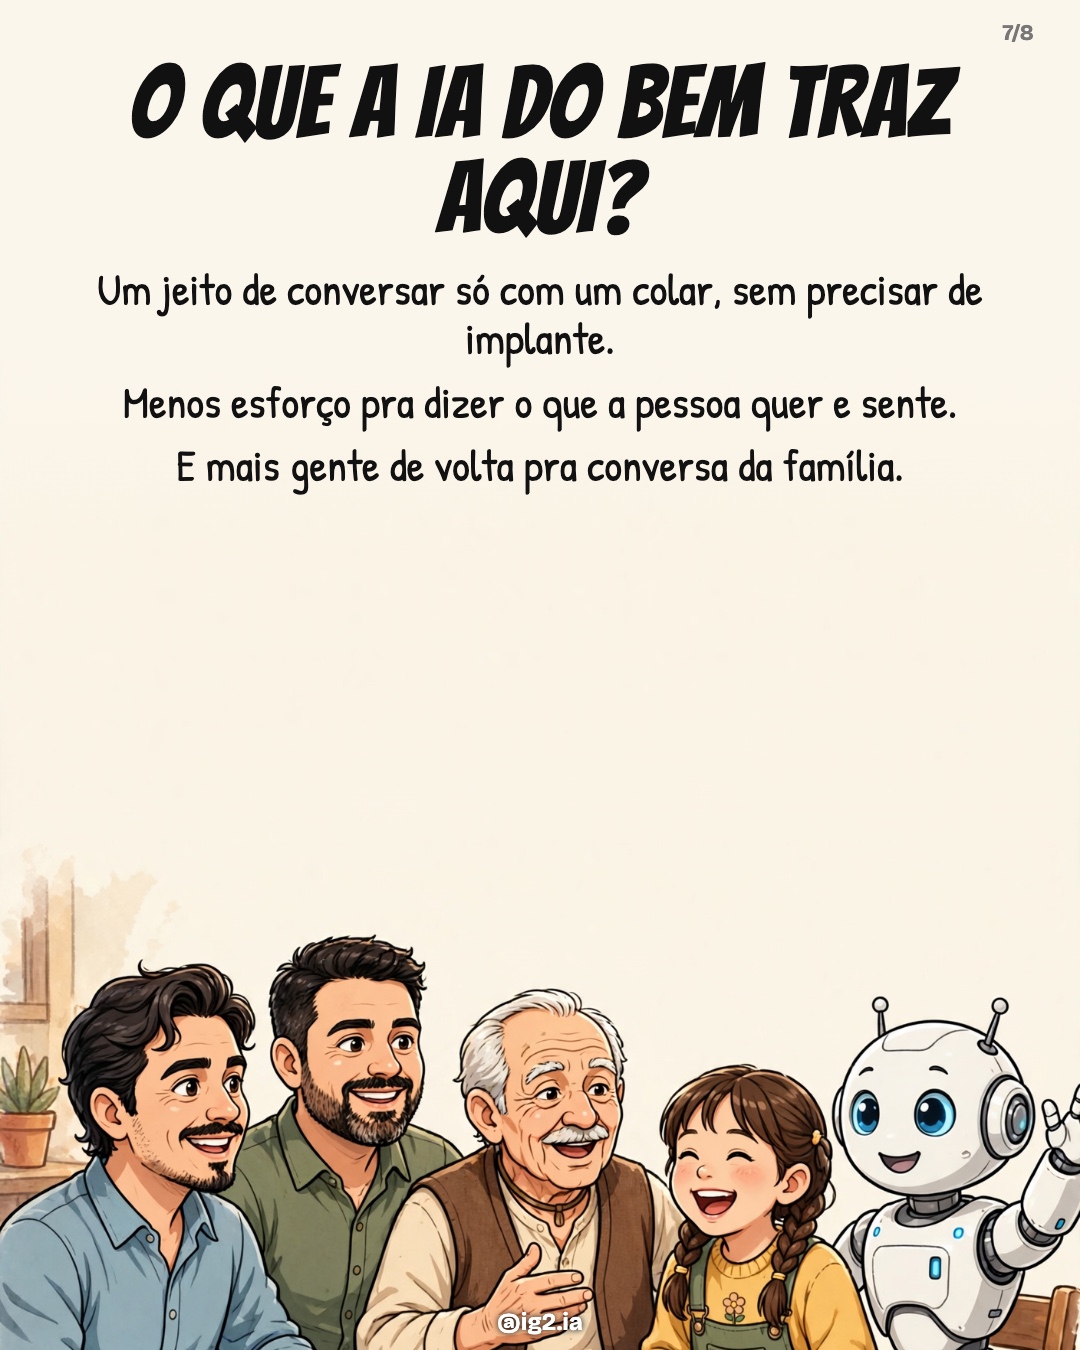 7/8
O QUE A IA DO BEM TRAZ
AQUI?
Um jeito de conversar só com um colar, sem precisar de
implante.
Menos esforço pra dizer o que a pessoa quer e sente.
E mais gente de volta pra conversa da família.
@ig2.ia